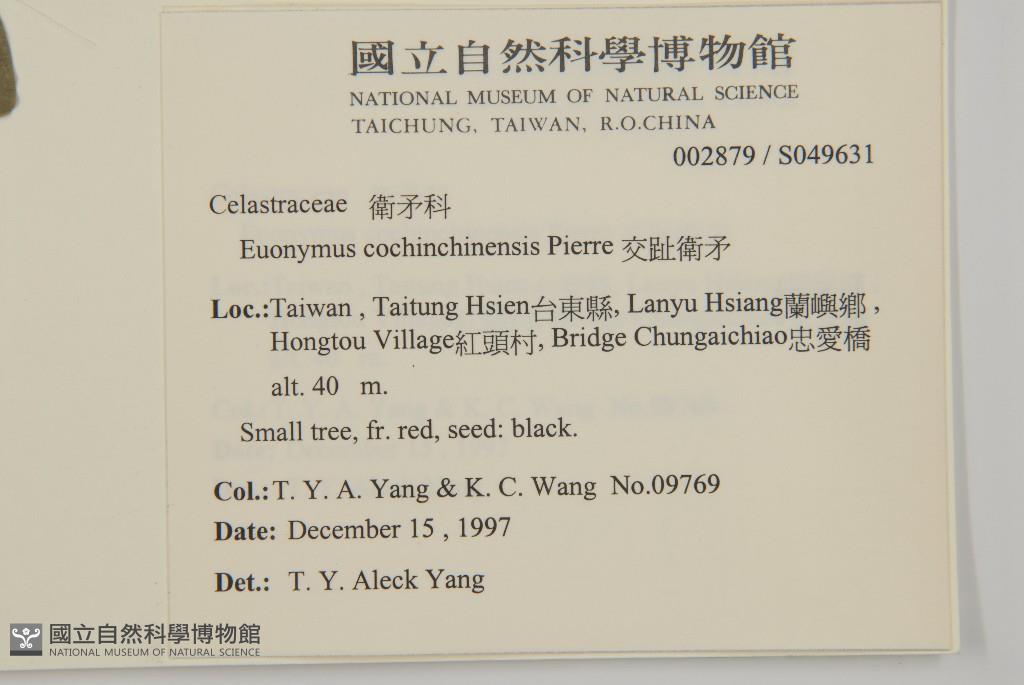 國立自然科學博物館
NATIONAL MUSEUM OF NATURAL SCIENCE
TAICHUNG, TAIWAN, R.O.CHINA
002879 / S049631
Celastraceae 衛矛科
Euonymus cochinchinensis Pierre 交趾衛矛
Loc.:Taiwan , Taitung Hsien台東縣, Lanyu Hsiang蘭嶼鄉 ,
Hongtou Village紅頭村, Bridge Chungaichiao忠愛橋
alt. 40 m.
Small tree, fr. red, seed: black.
Col.:T. Y. A. Yang & K. C. Wang No.09769
Date: December 15 , 1997
Det.: T. Y. Aleck Yang
國立自然科學博物館
NATIONAL MUSEUM OF NATURAL SCIENCE